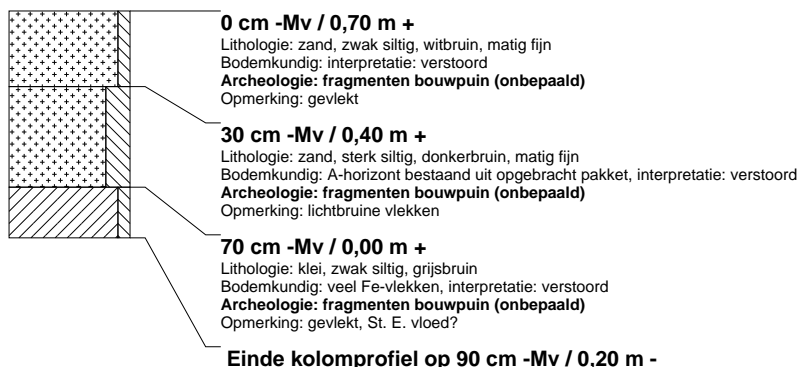 0 cm -Mv / 0,70 m +
Lithologie: zand, zwak siltig, witbruin, matig fijn
Bodemkundig: interpretatie: verstoord
Archeologie: fragmenten bouwpuin (onbepaald)
Opmerking: gevlekt
30 cm -Mv / 0,40 m +
Lithologie: zand, sterk siltig, donkerbruin, matig fijn
Bodemkundig: A-horizont bestaand uit opgebracht pakket, interpretatie: verstoord
Archeologie: fragmenten bouwpuin (onbepaald)
Opmerking: lichtbruine vlekken
70 cm -Mv / 0,00 m +
Lithologie: klei, zwak siltig, grijsbruin
Bodemkundig: veel Fe-vlekken, interpretatie: verstoord
Archeologie: fragmenten bouwpuin (onbepaald)
Opmerking: gevlekt, St. E. vloed?
Einde kolomprofiel op 90 cm -Mv / 0,20 m -